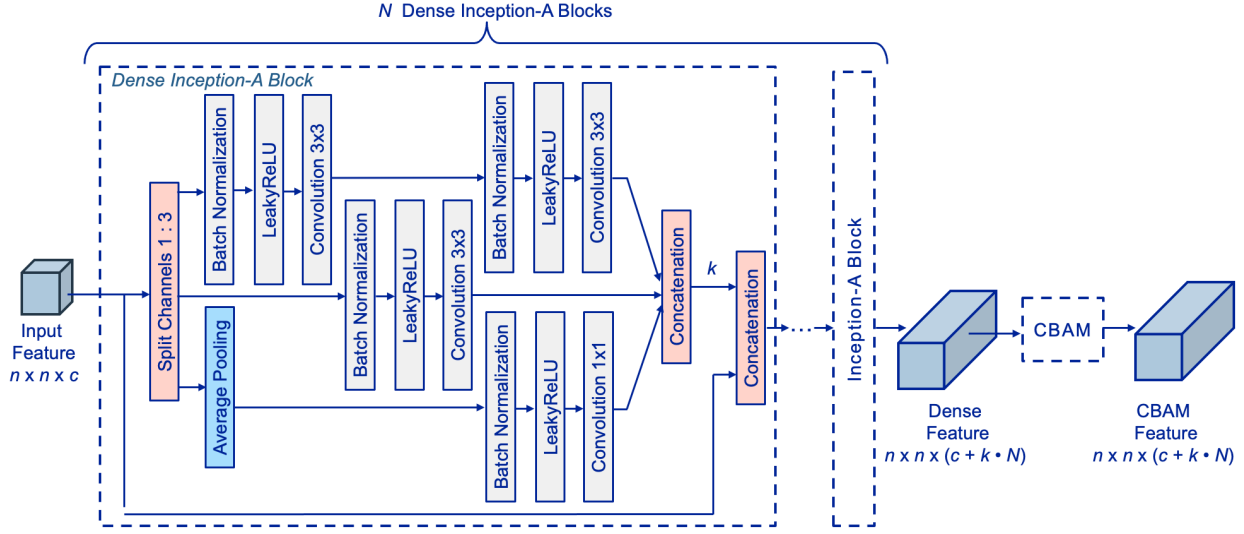 N Dense Inception-A Blocks
Dense Inception-A Block
Input
Feature
n x n x c
Split Channels 1 : 3
Batch Normalization
LeakyReLU
Convolution 3x3
Batch Normalization
LeakyReLU
Convolution 3x3
Average Pooling
Batch Normalization
LeakyReLU
Convolution 3x3
Batch Normalization
LeakyReLU
Convolution 1x1
Concatenation
k
Concatenation
...
Inception-A Block
Dense
Feature
n x n x (c + k • N)
CBAM
CBAM
Feature
n x n x (c + k • N)